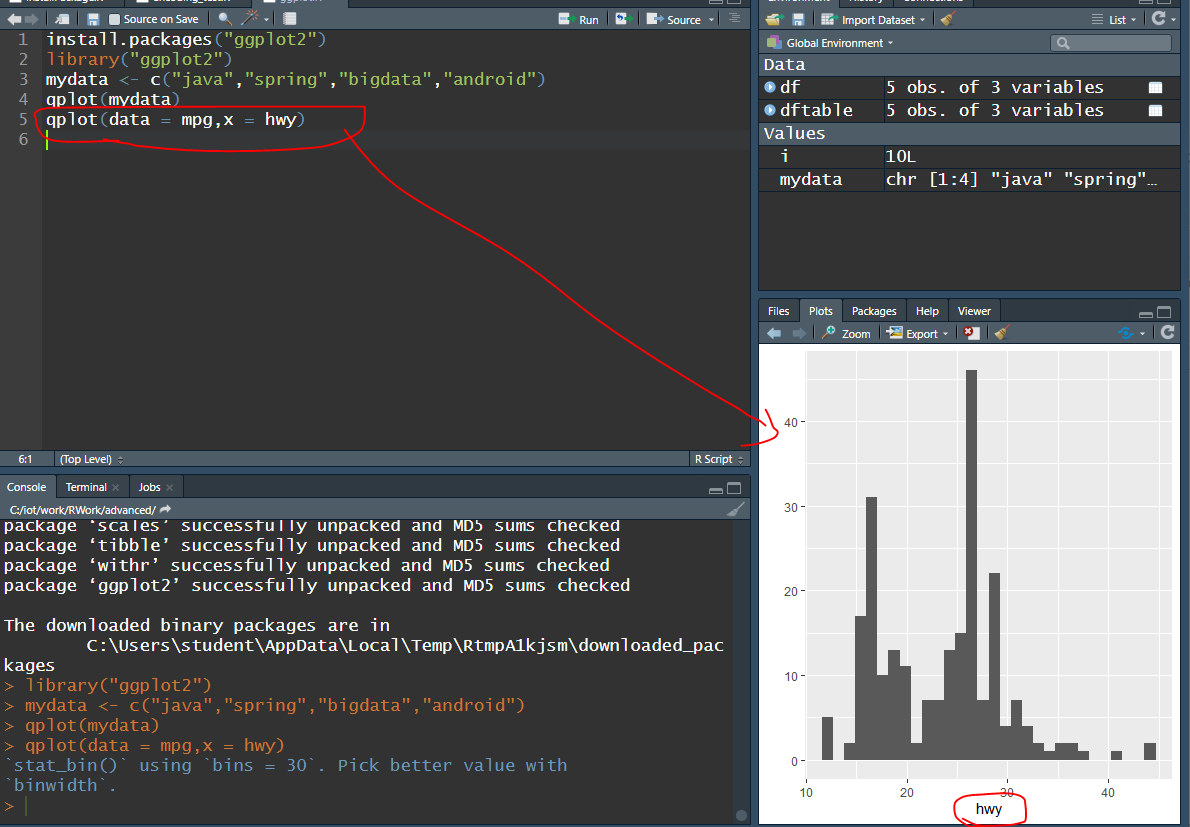 Source on Save
Run
Source
1 install.packages("ggplot2")
2 library("ggplot2")
3 mydata <- c("java","spring","bigdata","android")
4 qplot(mydata)
5 qplot(data = mpg,x = hwy)
6
6:1 (Top Level) R Script
Console Terminal Jobs
C:/iot/work/RWork/advanced/
package ‘scales’ successfully unpacked and MD5 sums checked
package ‘tibble’ successfully unpacked and MD5 sums checked
package ‘withr’ successfully unpacked and MD5 sums checked
package ‘ggplot2’ successfully unpacked and MD5 sums checked
The downloaded binary packages are in
C:\Users\student\AppData\Local\Temp\RtmpA1kjsm\downloaded_pac
kages
> library("ggplot2")
> mydata <- c("java","spring","bigdata","android")
> qplot(mydata)
> qplot(data = mpg,x = hwy)
`stat_bin()` using `bins = 30`. Pick better value with
`binwidth`.
>
Import Dataset List
Global Environment
Data
df 5 obs. of 3 variables
dftable 5 obs. of 3 variables
Values
i 10L
mydata chr [1:4] "java" "spring"…
Files Plots Packages Help Viewer
Zoom Export
40
30
20
10
0
10 20 30 40
hwy